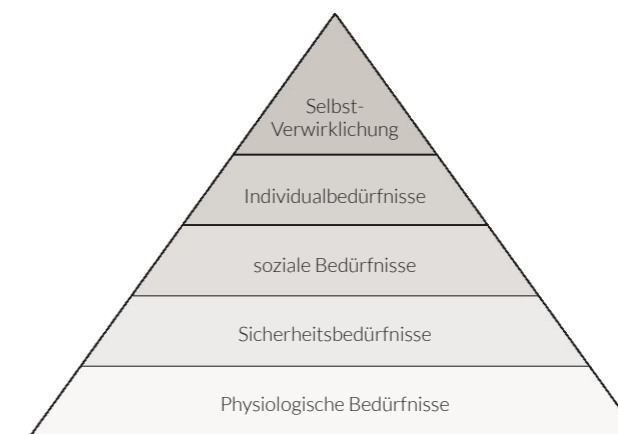 Selbst-
Verwirklichung
Individualbedürfnisse
soziale Bedürfnisse
Sicherheitsbedürfnisse
Physiologische Bedürfnisse